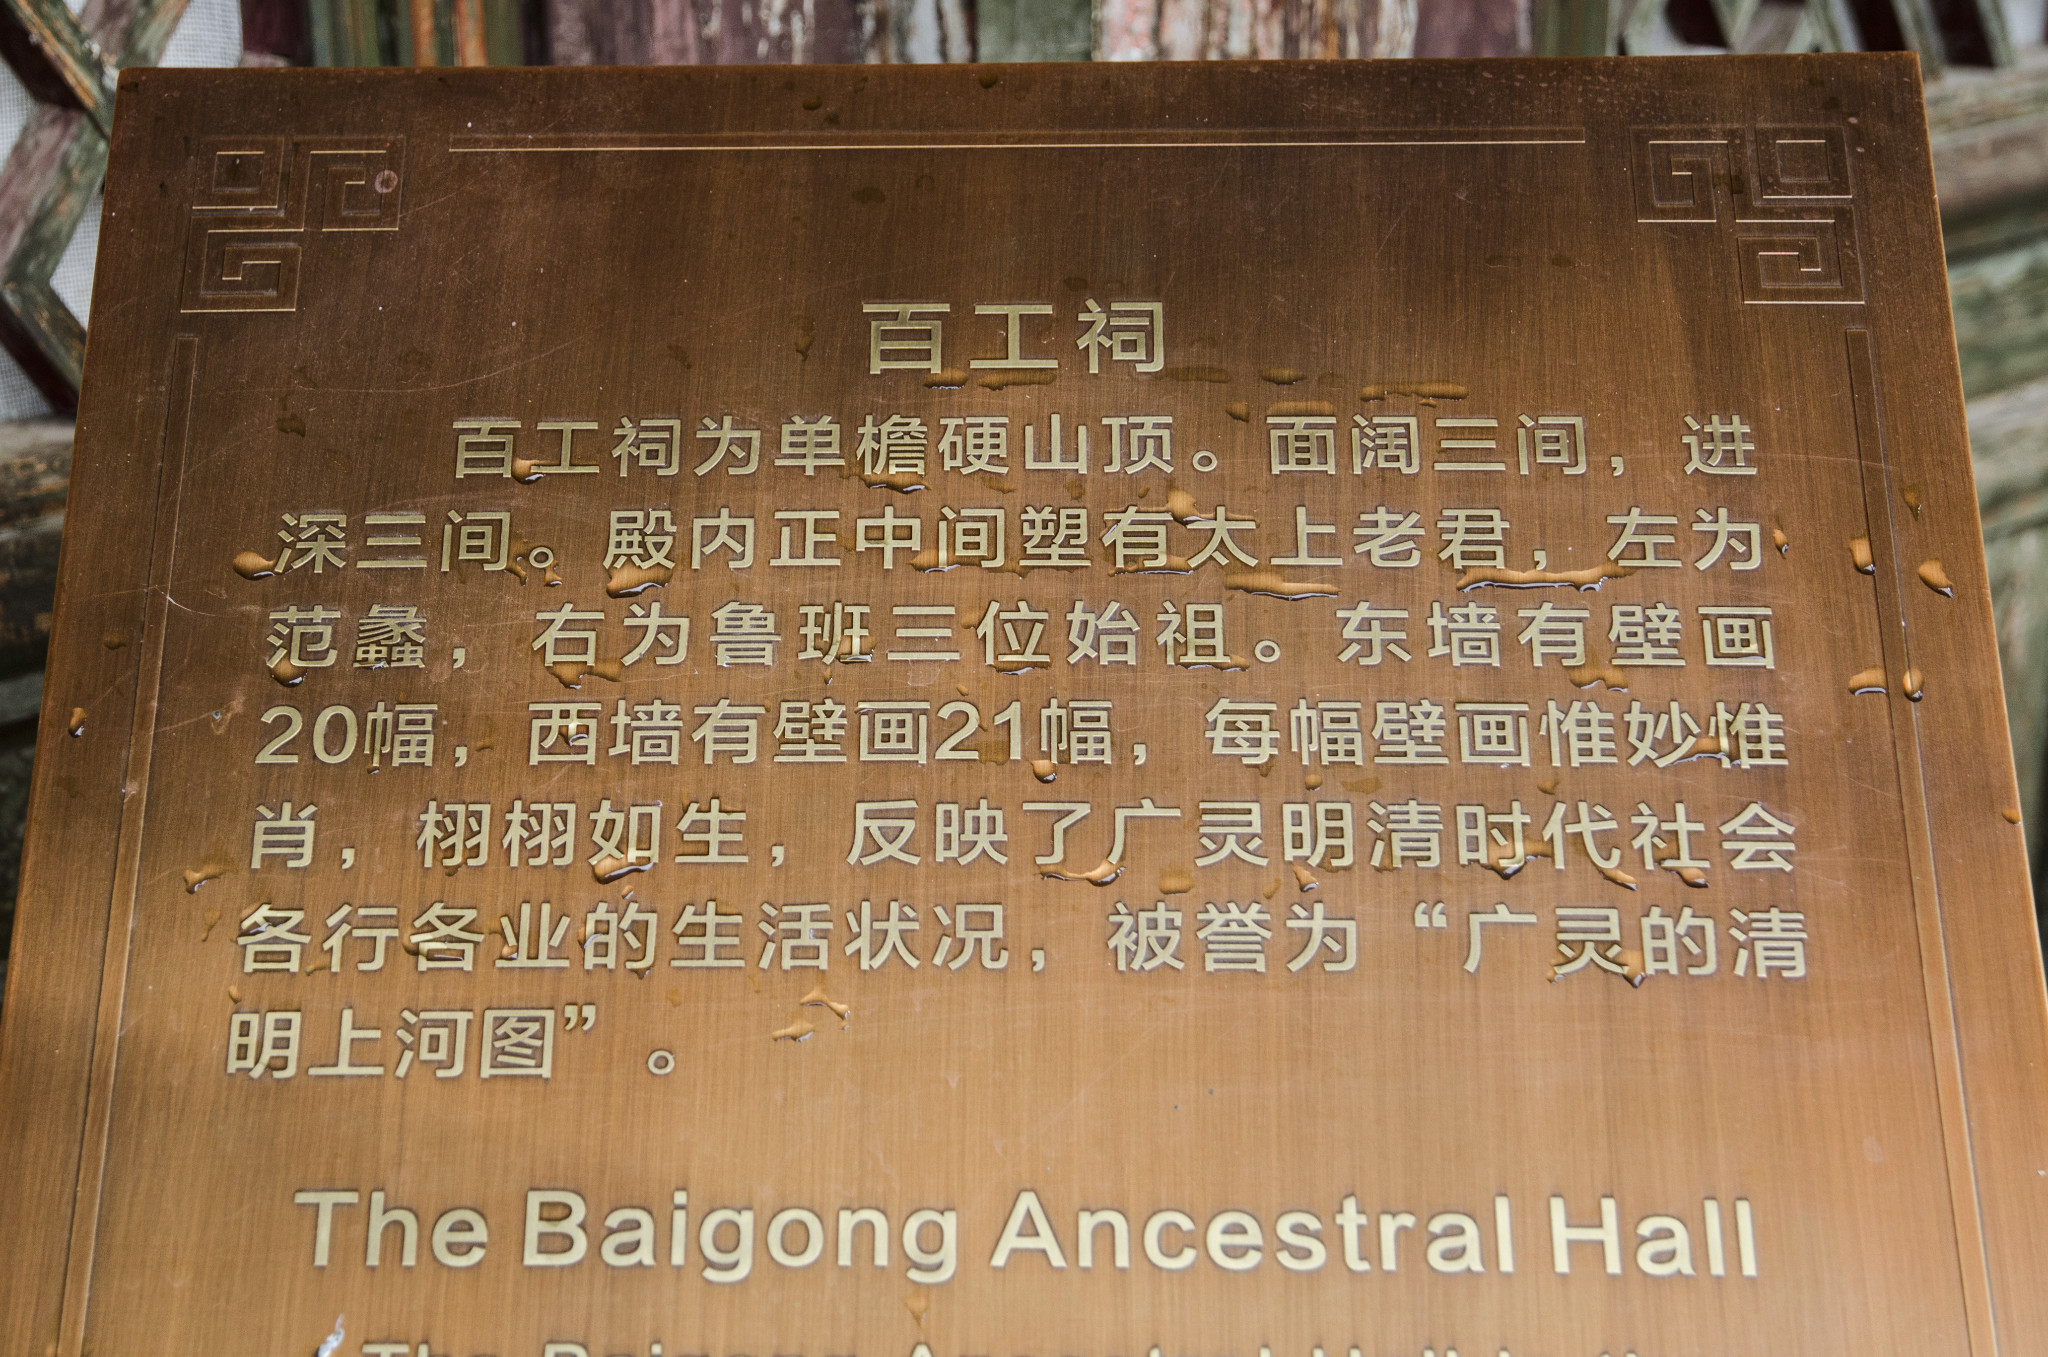 百工祠
百工祠为单檐硬山顶。面阔三间，进
深三间。殿内正中间塑有太上老君，左为
范蠡，右为鲁班三位始祖。东墙有壁画
20幅，西墙有壁画21幅，每幅壁画惟妙惟
肖，栩栩如生，反映了广灵明清时代社会
各行各业的生活状况，被誉为“广灵的清
明上河图”。
The Baigong Ancestral Hall
The Baigong Ancestral Hall